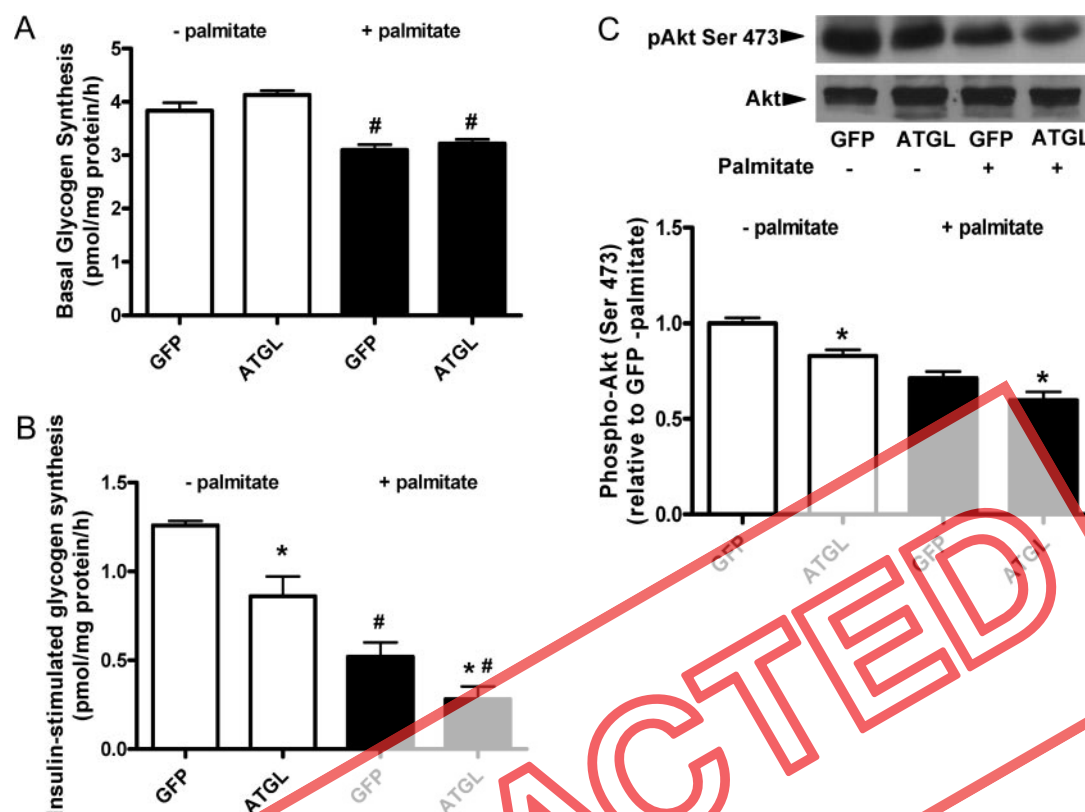 A
- palmitate + palmitate
Basal Glycogen Synthesis
(pmol/mg protein/h)
5
4
3
2
1
0
# #
GFP ATGL GFP ATGL
B
- palmitate + palmitate
Insulin-stimulated glycogen synthesis
(pmol/mg protein/h)
1.5
1.0
0.5
0.0
* # * #
GFP ATGL GFP ATGL
C
pAkt Ser 473
Akt
GFP ATGL GFP ATGL
Palmitate - - + +
- palmitate + palmitate
Phospho-Akt (Ser 473)
(relative to GFP -palmitate)
1.5
1.0
0.5
0.0
* *
GFP ATGL GFP ATGL
ACTED